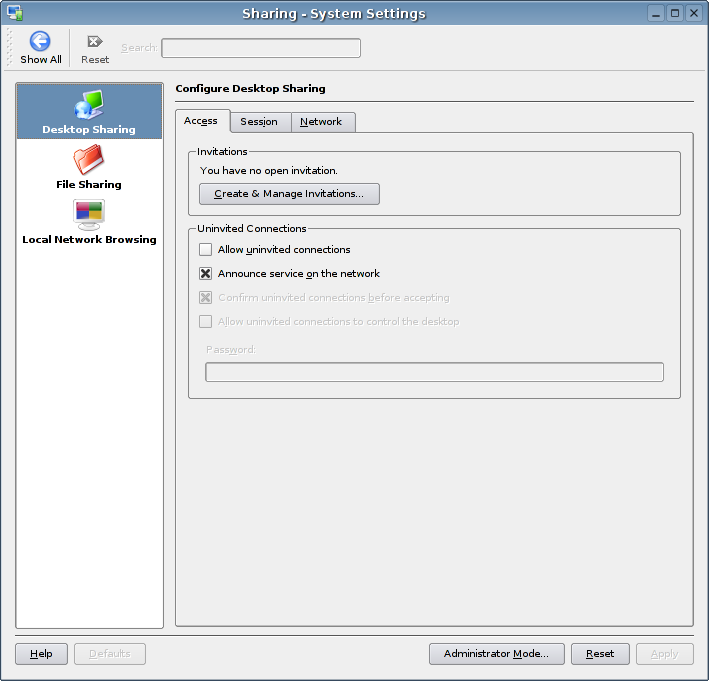 Sharing - System Settings
Show All
Reset
Search:
Desktop Sharing
File Sharing
Local Network Browsing
Configure Desktop Sharing
Access Session Network
Invitations
You have no open invitation.
Create & Manage Invitations...
Uninvited Connections
Allow uninvited connections
Announce service on the network
Confirm uninvited connections before accepting
Allow uninvited connections to control the desktop
Password:
Help Defaults Administrator Mode... Reset Apply